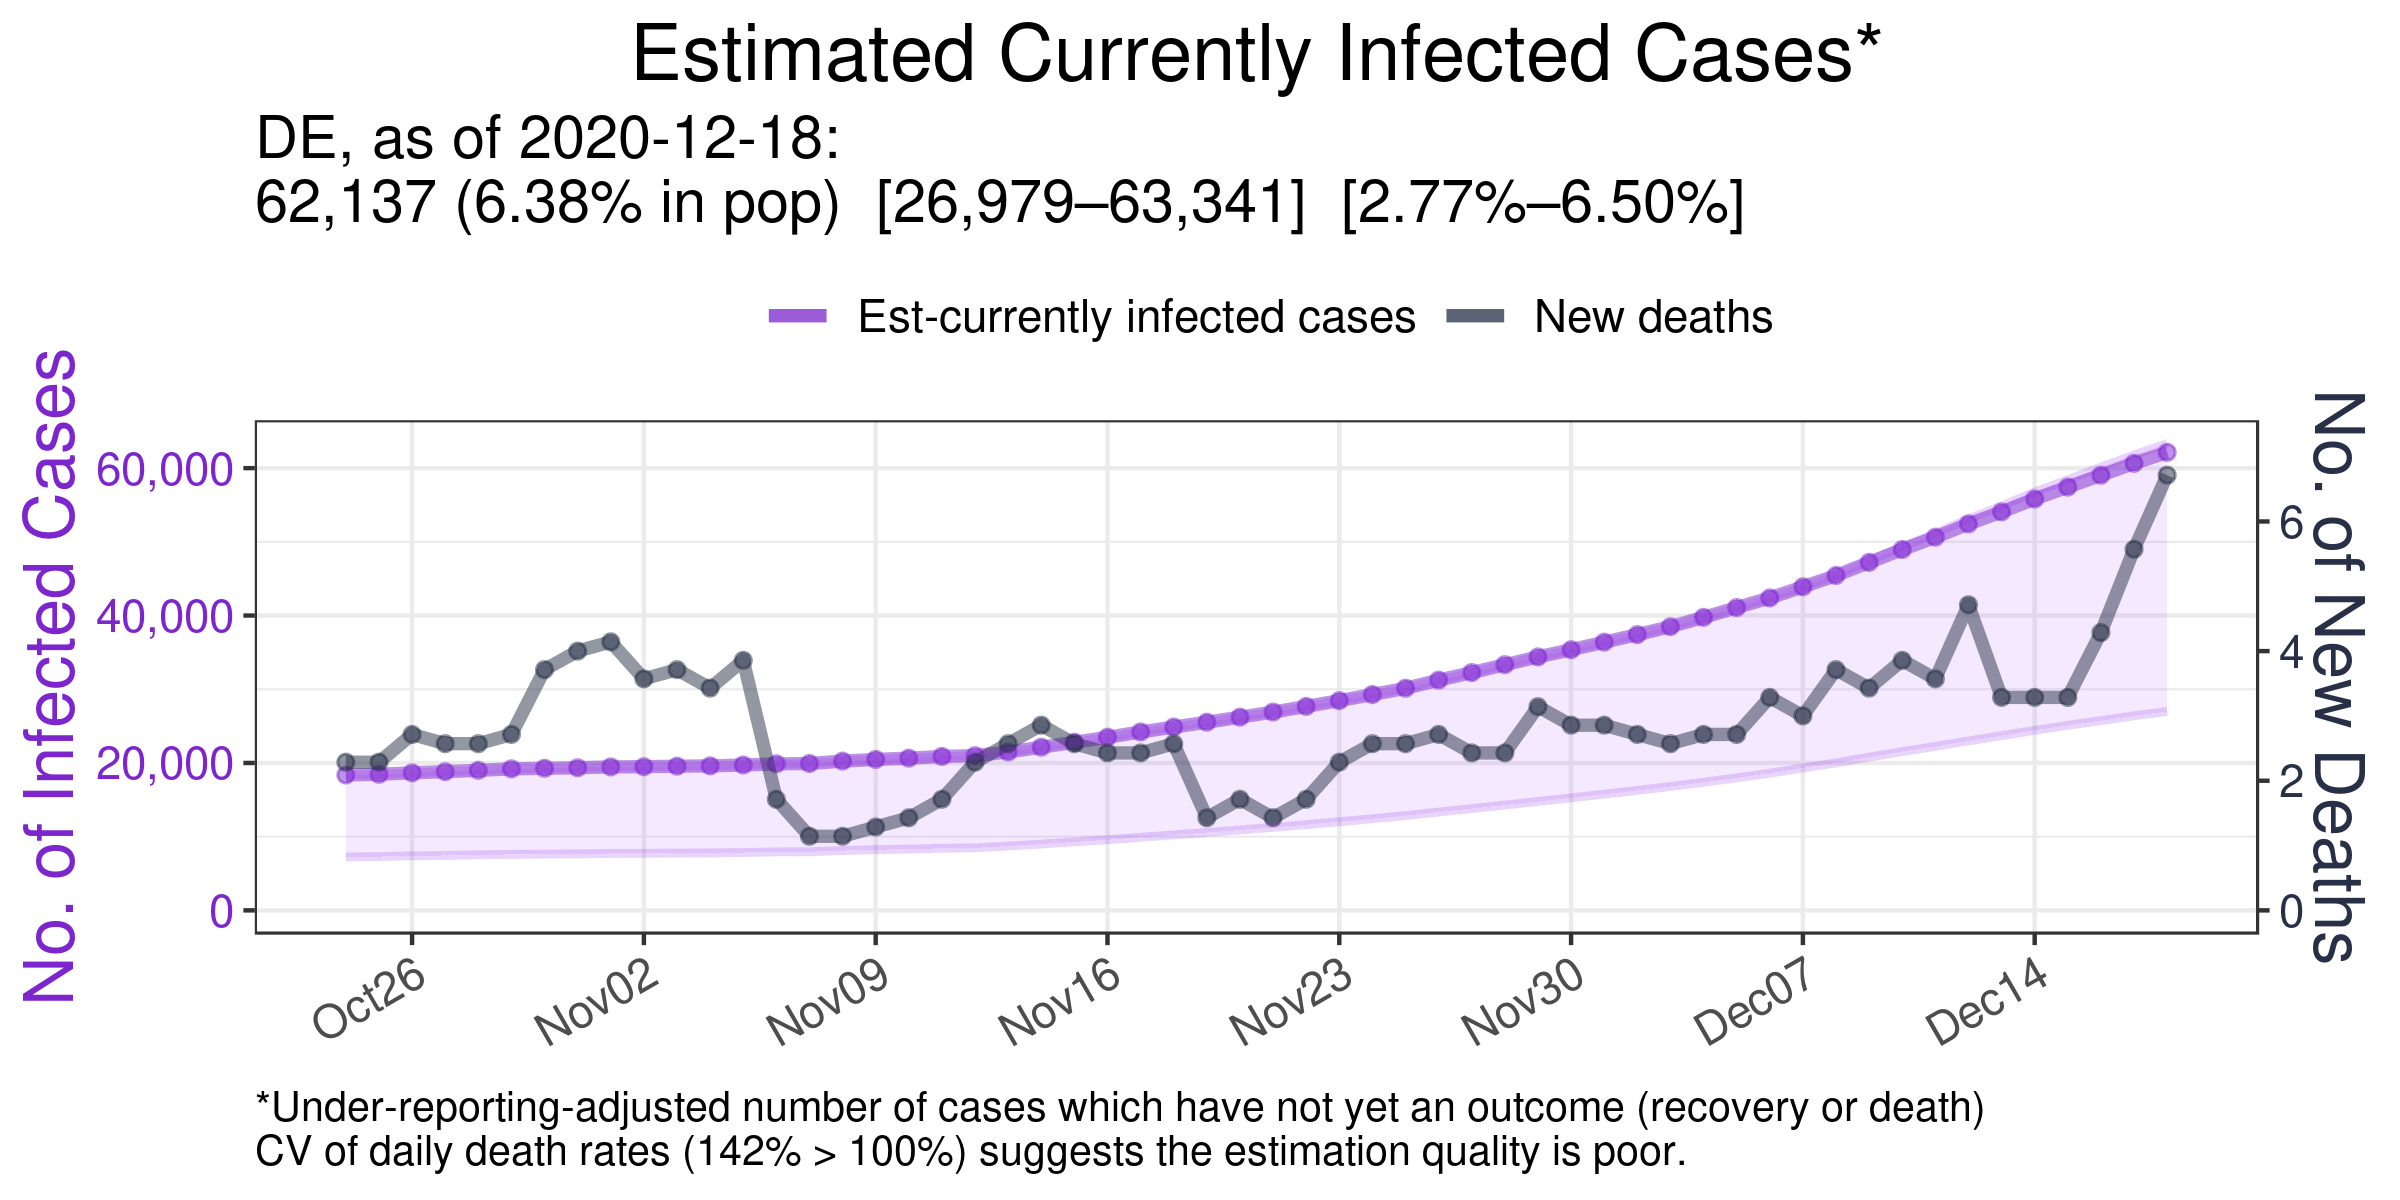 Estimated Currently Infected Cases*
DE, as of 2020-12-18:
62,137 (6.38% in pop)  [26,979–63,341]  [2.77%–6.50%]
Est-currently infected cases
New deaths
No. of Infected Cases
60,000
40,000
20,000
0
No. of New Deaths
6
4
2
0
Oct26
Nov02
Nov09
Nov16
Nov23
Nov30
Dec07
Dec14
*Under-reporting-adjusted number of cases which have not yet an outcome (recovery or death)
CV of daily death rates (142% > 100%) suggests the estimation quality is poor.